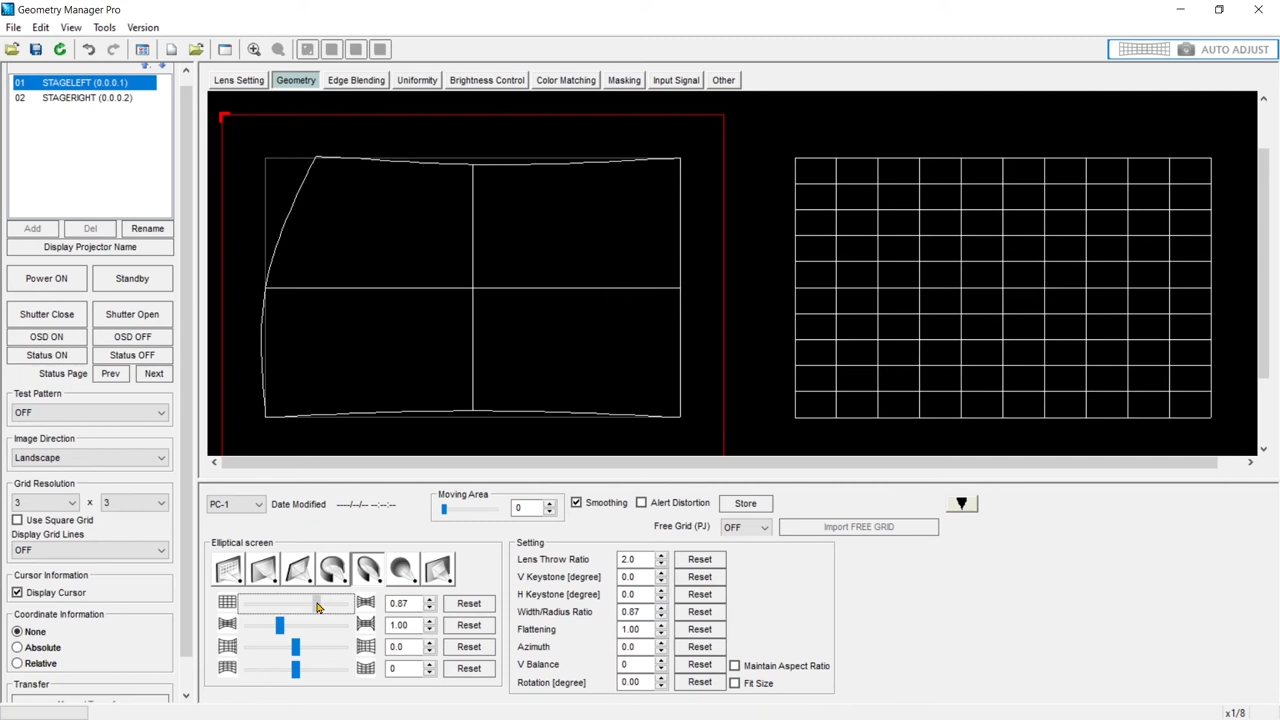 Geometry Manager Pro
File Edit View Tools Version
AUTO ADJUST
01 STAGELEFT (0.0.0.1)
02 STAGERIGHT (0.0.0.2)
Add Del Rename
Display Projector Name
Power ON Standby
Shutter Close Shutter Open
OSD ON OSD OFF
Status ON Status OFF
Status Page Prev Next
Test Pattern
OFF
Image Direction
Landscape
Grid Resolution
3 x 3
Use Square Grid
Display Grid Lines
OFF
Cursor Information
Display Cursor
Coordinate Information
None
Absolute
Relative
Transfer
Lens Setting Geometry Edge Blending Uniformity Brightness Control Color Matching Masking Input Signal Other
PC-1 Date Modified ----/--/-- --:--:--
Moving Area
0
Smoothing Alert Distortion Store
Free Grid (PJ) OFF Import FREE GRID
Elliptical screen
0.87 Reset
1.00 Reset
0.0 Reset
0 Reset
Setting
Lens Throw Ratio 2.0 Reset
V Keystone [degree] 0.0 Reset
H Keystone [degree] 0.0 Reset
Width/Radius Ratio 0.87 Reset
Flattening 1.00 Reset
Azimuth 0.0 Reset
V Balance 0 Reset Maintain Aspect Ratio
Rotation [degree] 0.00 Reset Fit Size
x1/8